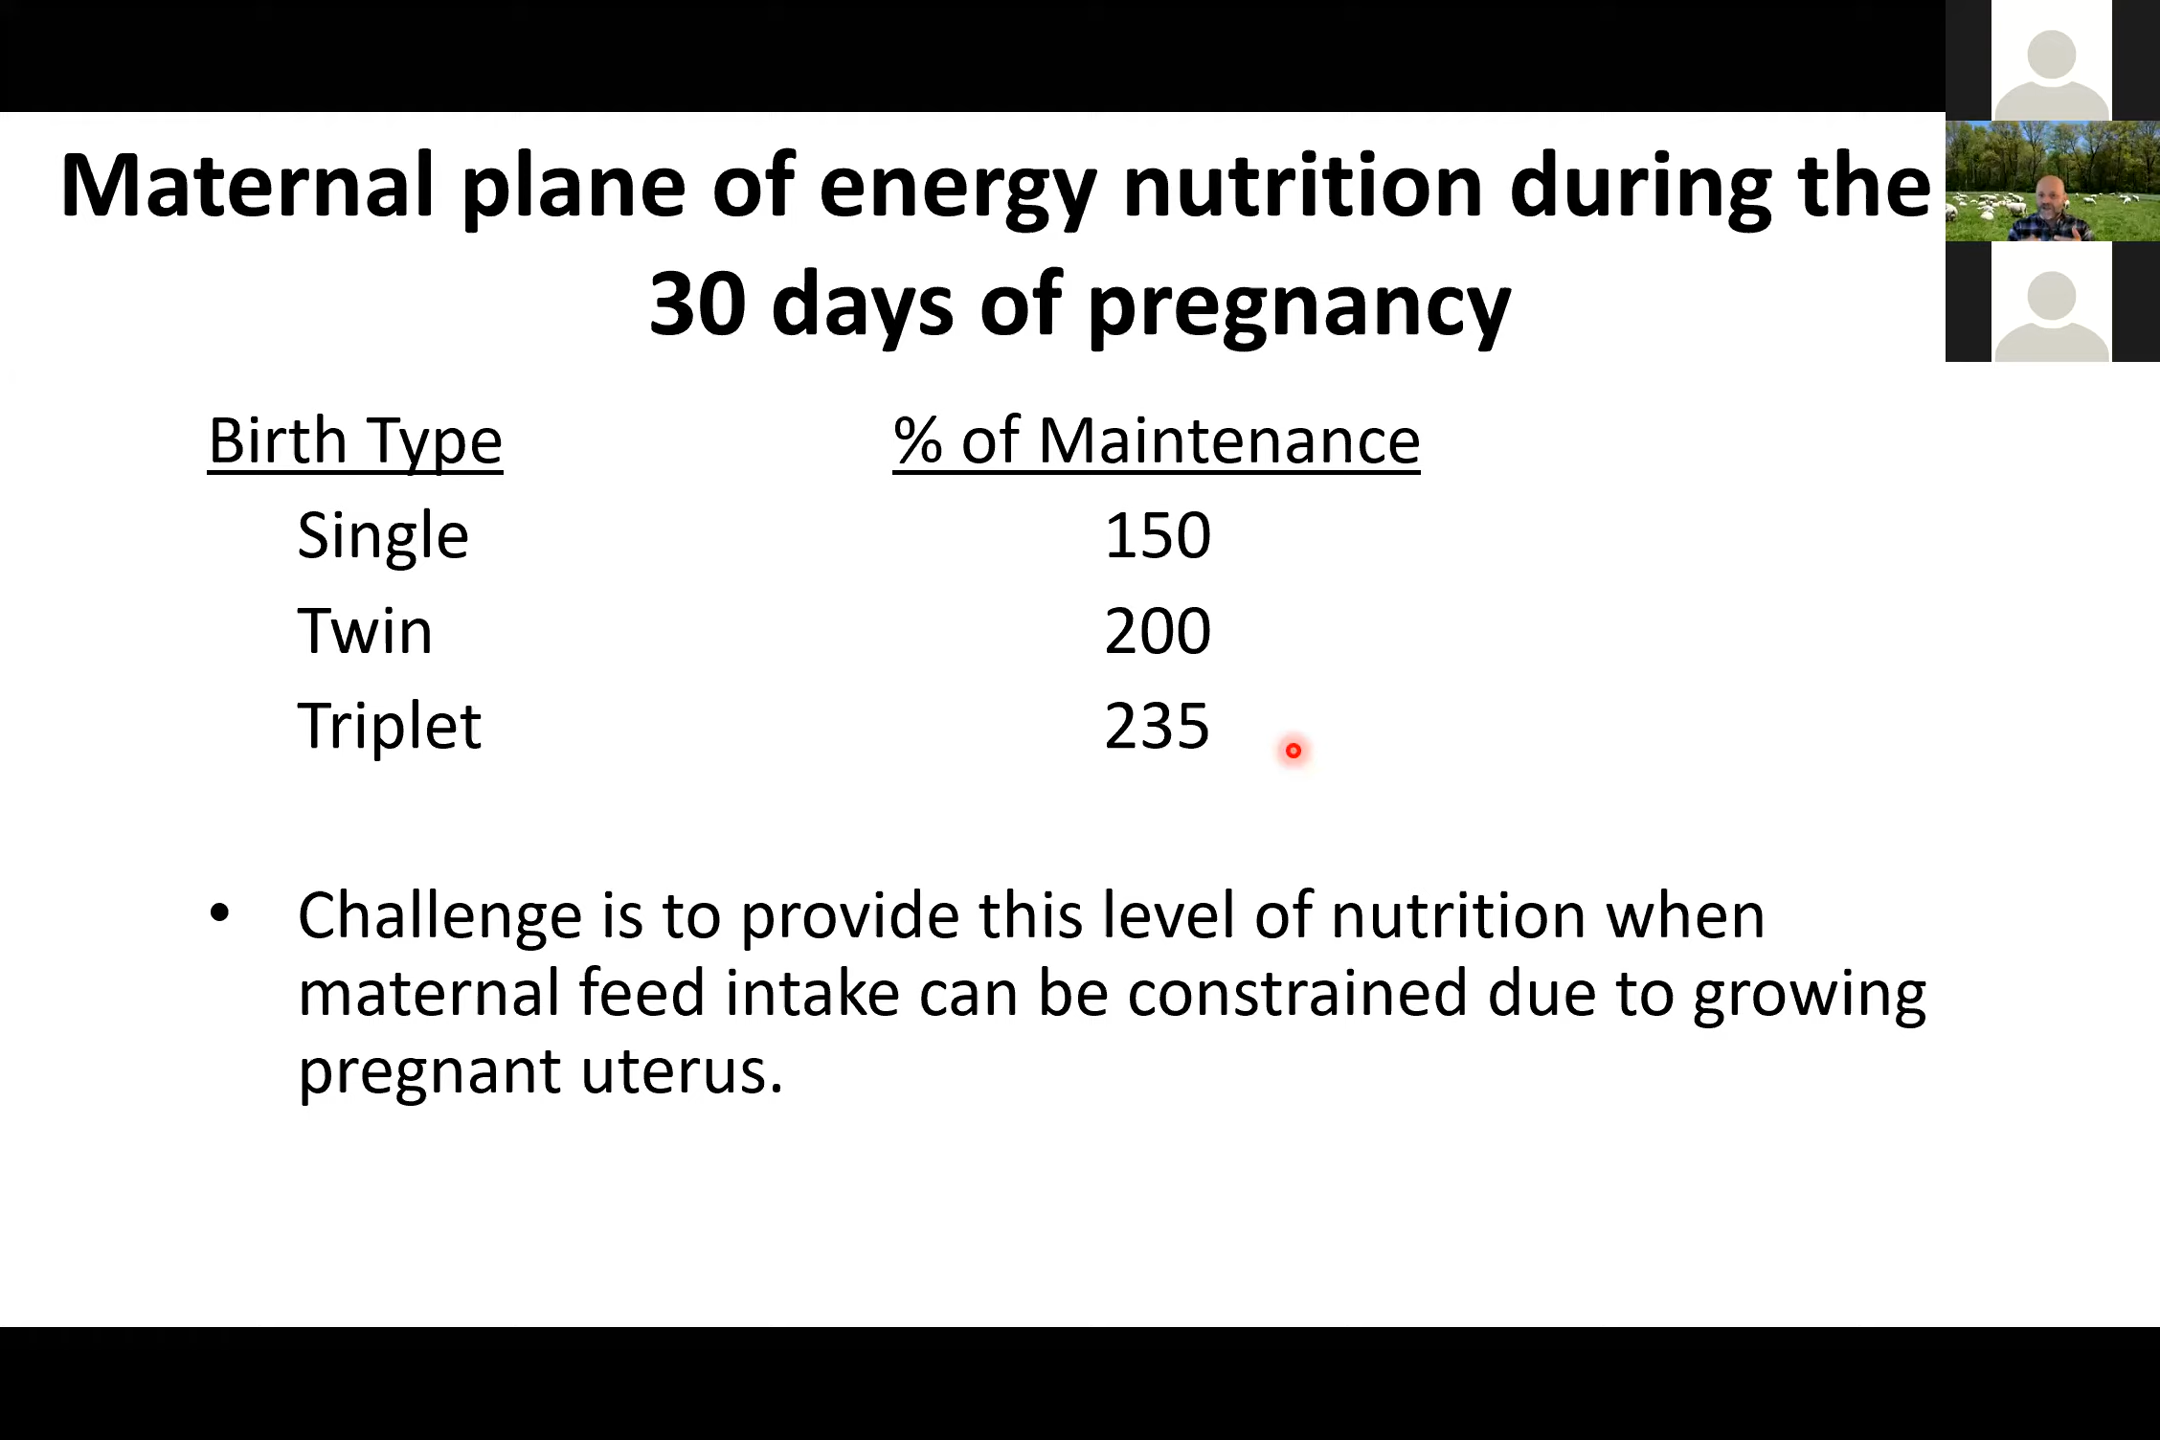 Maternal plane of energy nutrition during the
30 days of pregnancy
Birth Type % of Maintenance
Single 150
Twin 200
Triplet 235
• Challenge is to provide this level of nutrition when
maternal feed intake can be constrained due to growing
pregnant uterus.